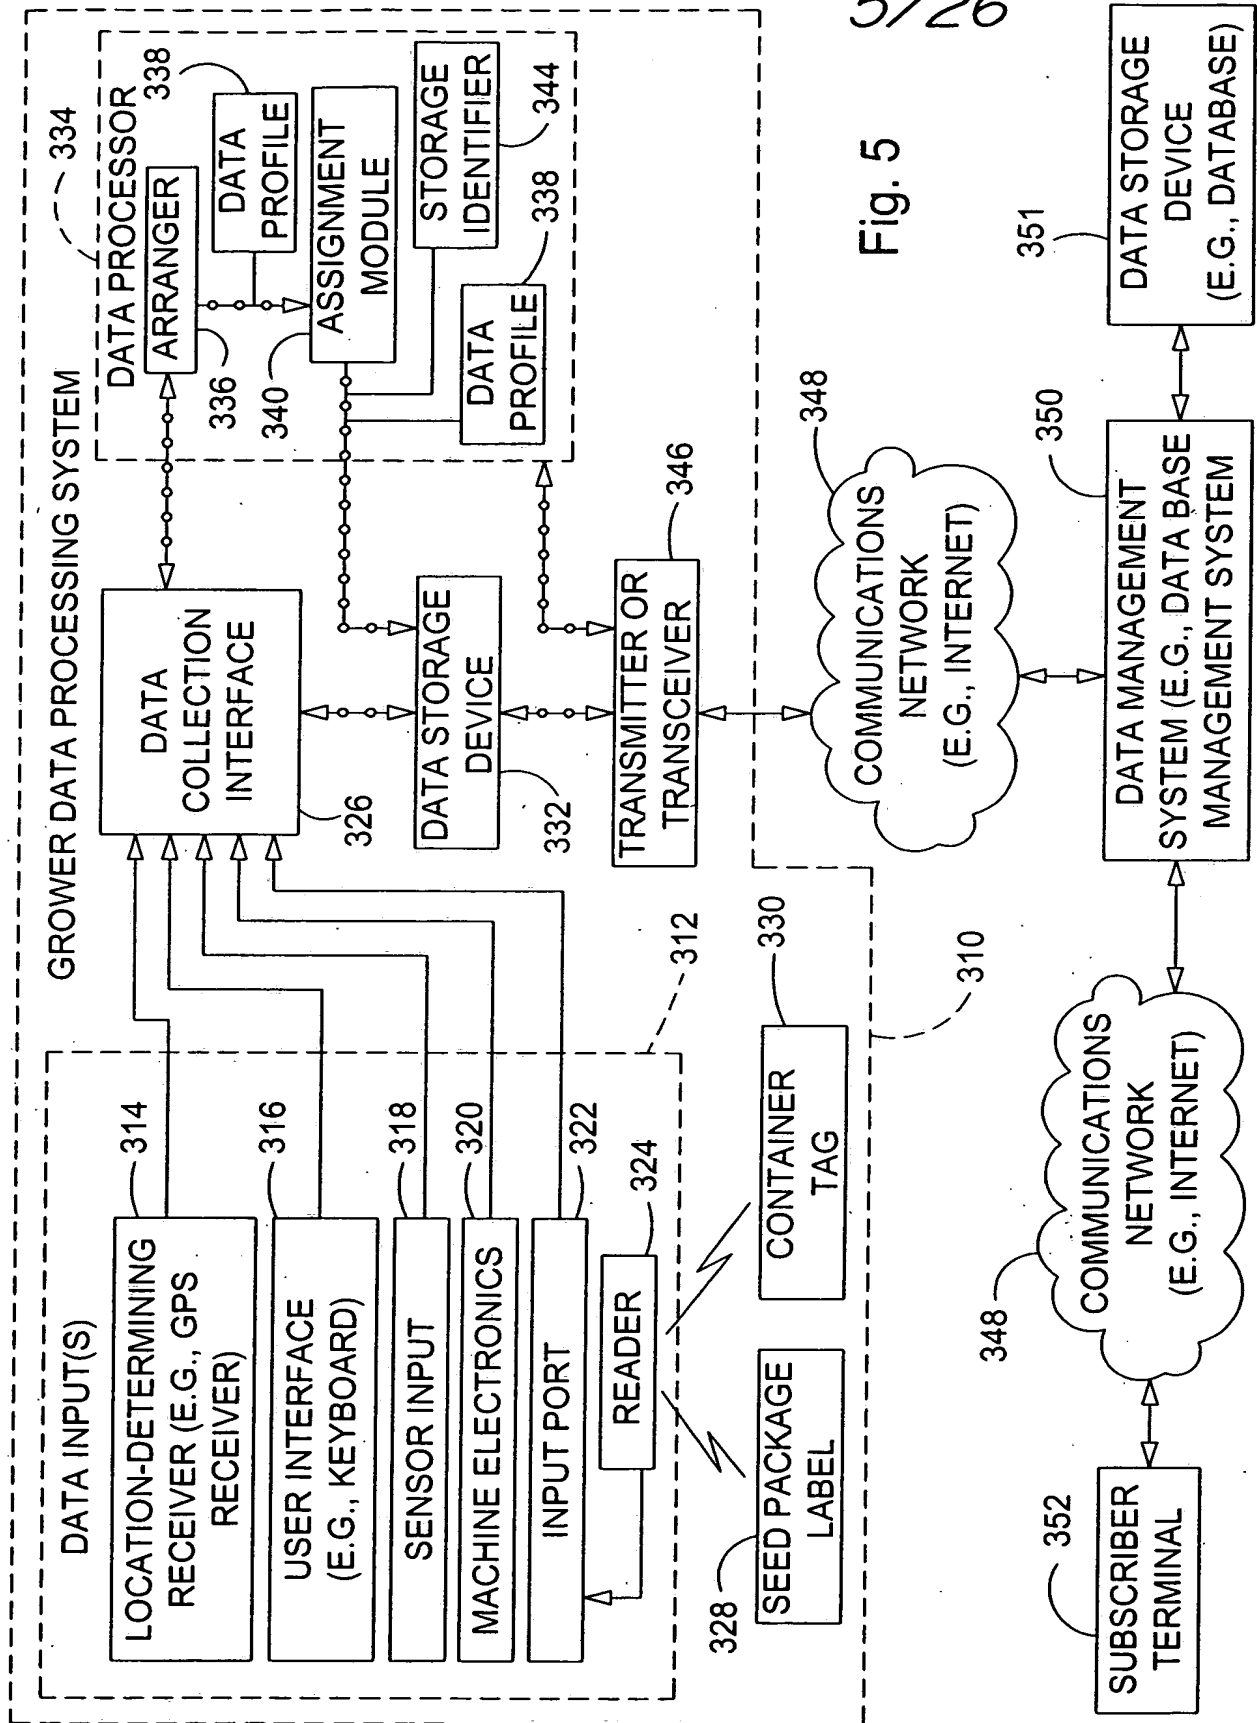 5/26
GROWER DATA PROCESSING SYSTEM
DATA INPUT(S)
LOCATION-DETERMINING
RECEIVER (E.G., GPS
RECEIVER)
314
USER INTERFACE
(E.G., KEYBOARD)
316
SENSOR INPUT
318
MACHINE ELECTRONICS
320
INPUT PORT
322
READER
324
312
SEED PACKAGE
LABEL
328
CONTAINER
TAG
330
310
DATA
COLLECTION
INTERFACE
326
DATA STORAGE
DEVICE
332
TRANSMITTER OR
TRANSCEIVER
346
DATA PROCESSOR
334
ARRANGER
336
DATA
PROFILE
338
ASSIGNMENT
MODULE
340
STORAGE
IDENTIFIER
344
DATA
PROFILE
338
Fig. 5
COMMUNICATIONS
NETWORK
(E.G., INTERNET)
348
SUBSCRIBER
TERMINAL
352
COMMUNICATIONS
NETWORK
(E.G., INTERNET)
348
DATA MANAGEMENT
SYSTEM (E.G., DATA BASE
MANAGEMENT SYSTEM
350
DATA STORAGE
DEVICE
(E.G., DATABASE)
351